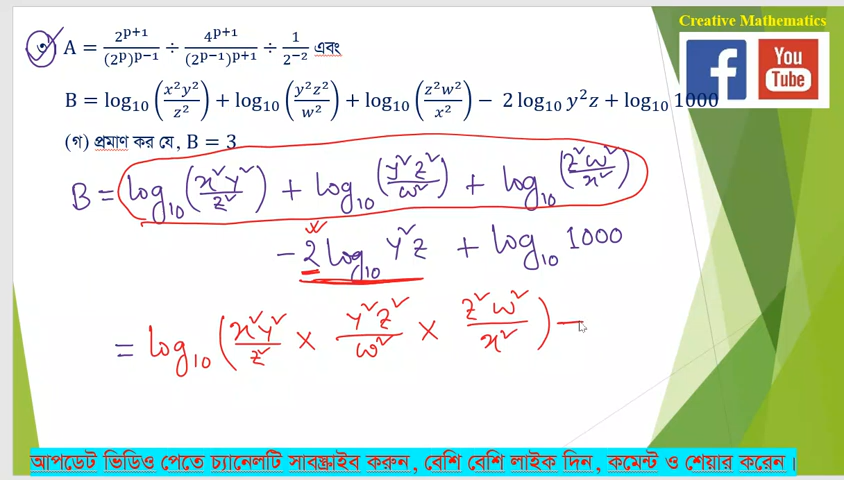 Creative Mathematics
৩ A = 2^{p+1}/(2^p)^{p−1} ÷ 4^{p+1}/(2^{p−1})^{p+1} ÷ 1/2^{−2} এবং
You
Tube
B = log₁₀ (x²y²/z²) + log₁₀ (y²z²/w²) + log₁₀ (z²w²/x²) − 2 log₁₀ y²z + log₁₀ 1000
(গ) প্রমাণ কর যে, B = 3
B = log₁₀ (x²y²/z²) + log₁₀ (y²z²/w²) + log₁₀ (z²w²/x²)
− 2 log₁₀ y²z + log₁₀ 1000
= log₁₀ (x²y²/z² × y²z²/w² × z²w²/x²) −
আপডেট ভিডিও পেতে চ্যানেলটি সাবস্ক্রাইব করুন, বেশি বেশি লাইক দিন, কমেন্ট ও শেয়ার করেন।